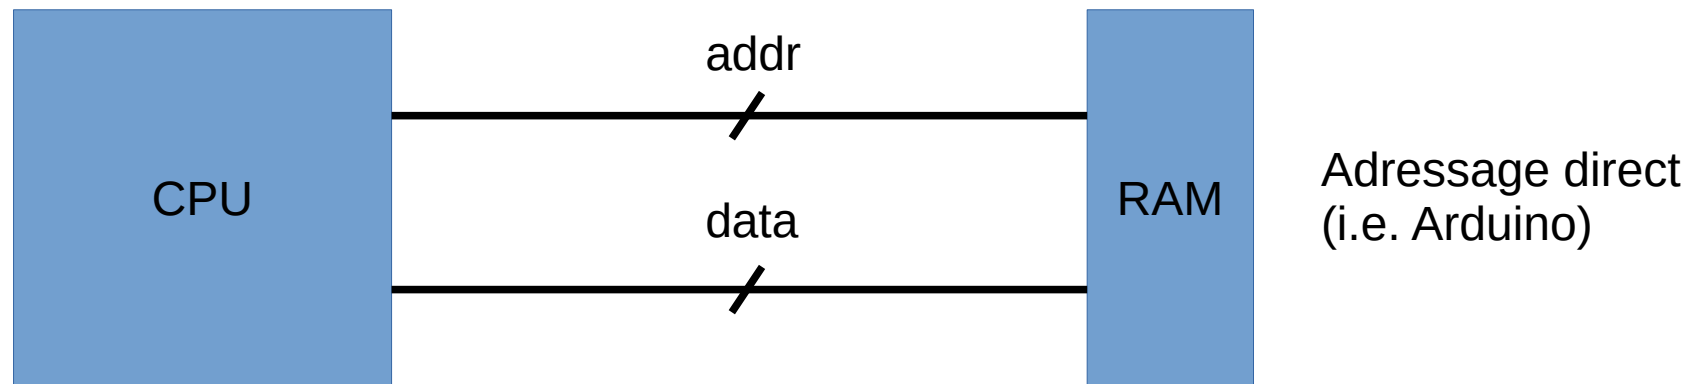 addr
CPU
data
RAM
Adressage direct
(i.e. Arduino)